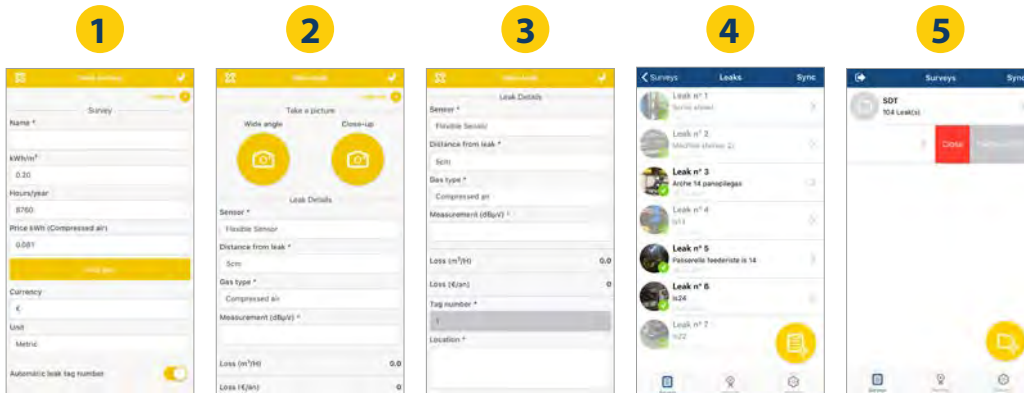 1
2
3
4
5
Survey
Name *
kWh/m³
0.20
Hours/year
8760
Price kWh (Compressed air)
0.081
Currency
€
Unit
Metric
Automatic leak tag number
Take a picture
Wide angle
Close-up
Leak Details
Sensor *
Flexible Sensor
Distance from leak *
5cm
Gas type *
Compressed air
Measurement (dBµV) *
Loss (m³/H)
0.0
Loss (€/an)
0
Leak Details
Sensor *
Flexible Sensor
Distance from leak *
5cm
Gas type *
Compressed air
Measurement (dBµV) *
Loss (m³/H)
0.0
Loss (€/an)
0
Tag number *
1
Location *
Surveys
Leaks
Sync
Leak n° 1
Leak n° 2
Leak n° 3
Arche 14 panopilegas
Leak n° 4
is11
Leak n° 5
Passerelle feederiste is 14
Leak n° 6
is24
Leak n° 7
is22
Surveys
Sync
SDT
104 Leak(s)
Close